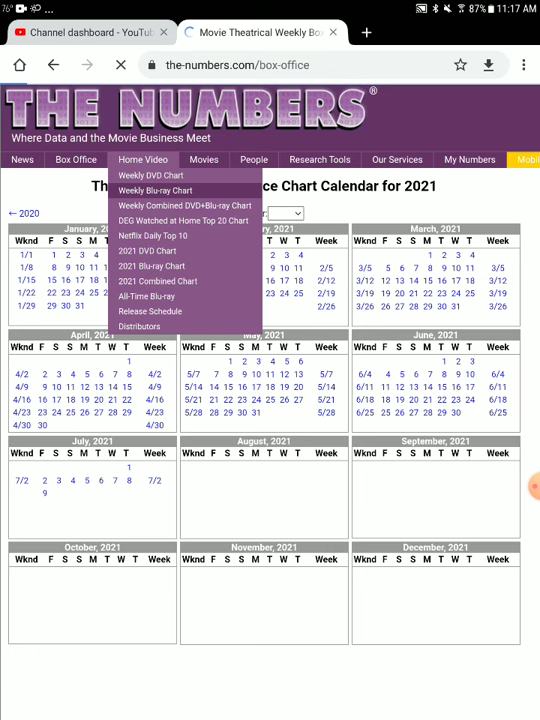 76° ...
87% 11:17 AM
Channel dashboard - YouTub
Movie Theatrical Weekly Box
the-numbers.com/box-office
THE NUMBERS®
Where Data and the Movie Business Meet
News Box Office Home Video Movies People Research Tools Our Services My Numbers Mobil
Weekly DVD Chart
Weekly Blu-ray Chart
Weekly Combined DVD+Blu-ray Chart
DEG Watched at Home Top 20 Chart
Netflix Daily Top 10
2021 DVD Chart
2021 Blu-ray Chart
2021 Combined Chart
All-Time Blu-ray
Release Schedule
Distributors
Th ce Chart Calendar for 2021
← 2020 r:
January, 2021
Wknd F S S M T
1/1 1 2 3 4
1/8 8 9 10 11 1
1/15 15 16 17 18 1
1/22 22 23 24 25 2
1/29 29 30 31
ry, 2021
T W T Week
2 3 4
9 10 11 2/5
16 17 18 2/12
23 24 25 2/19
2/26
March, 2021
Wknd F S S M T W T Week
1 2 3 4
3/5 5 6 7 8 9 10 11 3/5
3/12 12 13 14 15 16 17 18 3/12
3/19 19 20 21 22 23 24 25 3/19
3/26 26 27 28 29 30 31 3/26
April, 2021
Wknd F S S M T W T Week
1
4/2 2 3 4 5 6 7 8 4/2
4/9 9 10 11 12 13 14 15 4/9
4/16 16 17 18 19 20 21 22 4/16
4/23 23 24 25 26 27 28 29 4/23
4/30 30 4/30
May, 2021
Wknd F S S M T W T Week
1 2 3 4 5 6
5/7 7 8 9 10 11 12 13 5/7
5/14 14 15 16 17 18 19 20 5/14
5/21 21 22 23 24 25 26 27 5/21
5/28 28 29 30 31 5/28
June, 2021
Wknd F S S M T W T Week
1 2 3
6/4 4 5 6 7 8 9 10 6/4
6/11 11 12 13 14 15 16 17 6/11
6/18 18 19 20 21 22 23 24 6/18
6/25 25 26 27 28 29 30 6/25
July, 2021
Wknd F S S M T W T Week
1
7/2 2 3 4 5 6 7 8 7/2
9
August, 2021
Wknd F S S M T W T Week
September, 2021
Wknd F S S M T W T Week
October, 2021
Wknd F S S M T W T Week
November, 2021
Wknd F S S M T W T Week
December, 2021
Wknd F S S M T W T Week